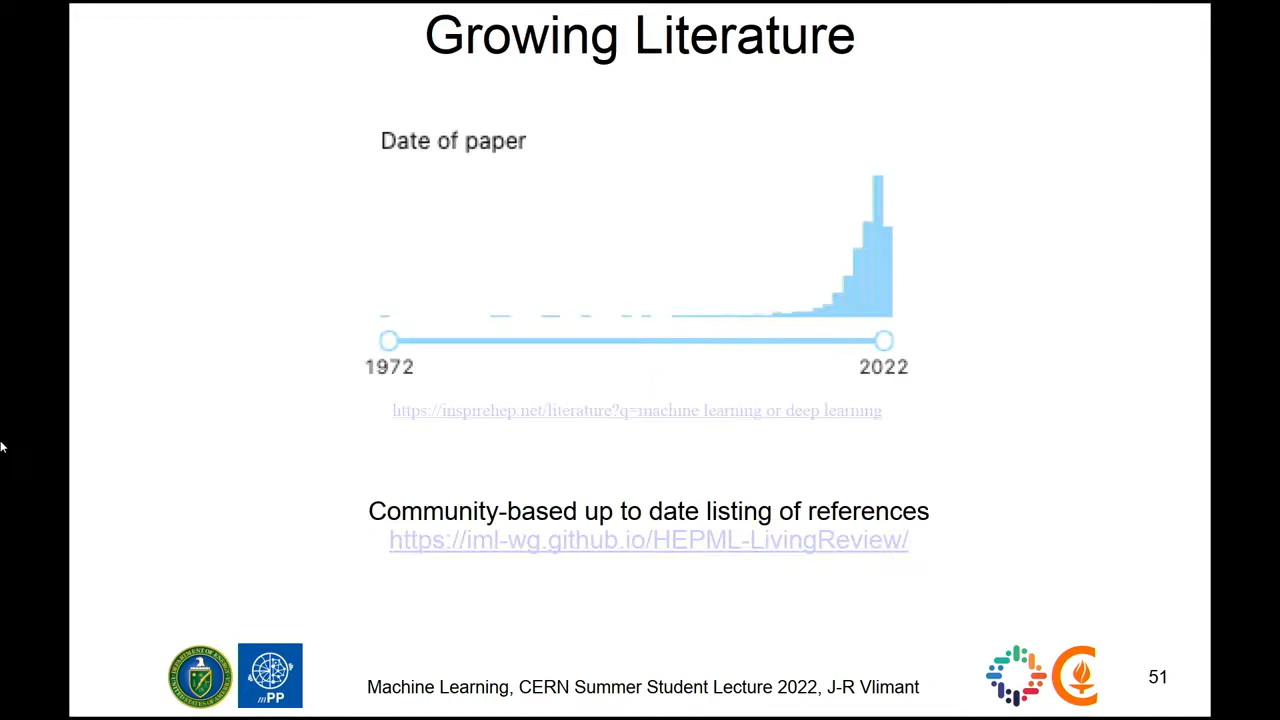 Growing Literature
Date of paper
1972
2022
https://inspirehep.net/literature?q=machine learning or deep learning
Community-based up to date listing of references
https://iml-wg.github.io/HEPML-LivingReview/
mPP
Machine Learning, CERN Summer Student Lecture 2022, J-R Vlimant
51